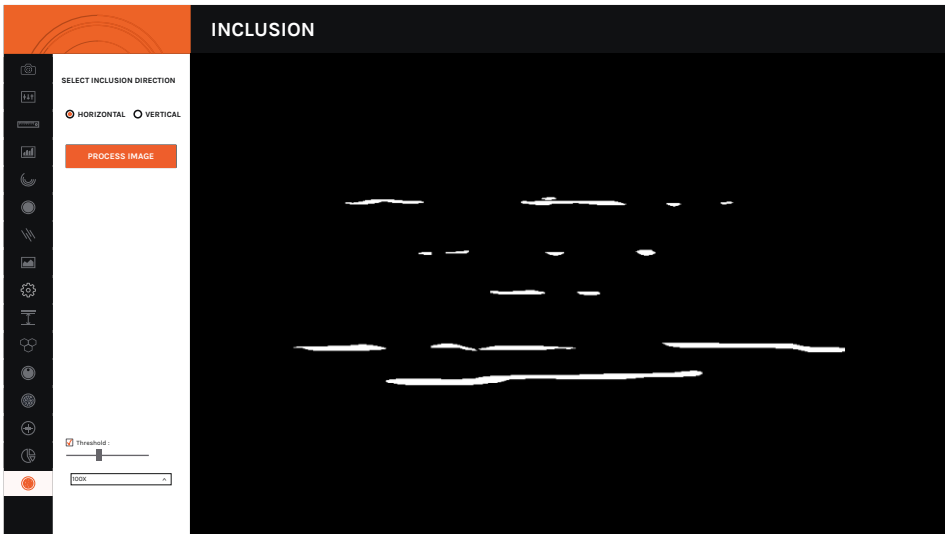 INCLUSION
SELECT INCLUSION DIRECTION
HORIZONTAL VERTICAL
PROCESS IMAGE
Threshold :
100X